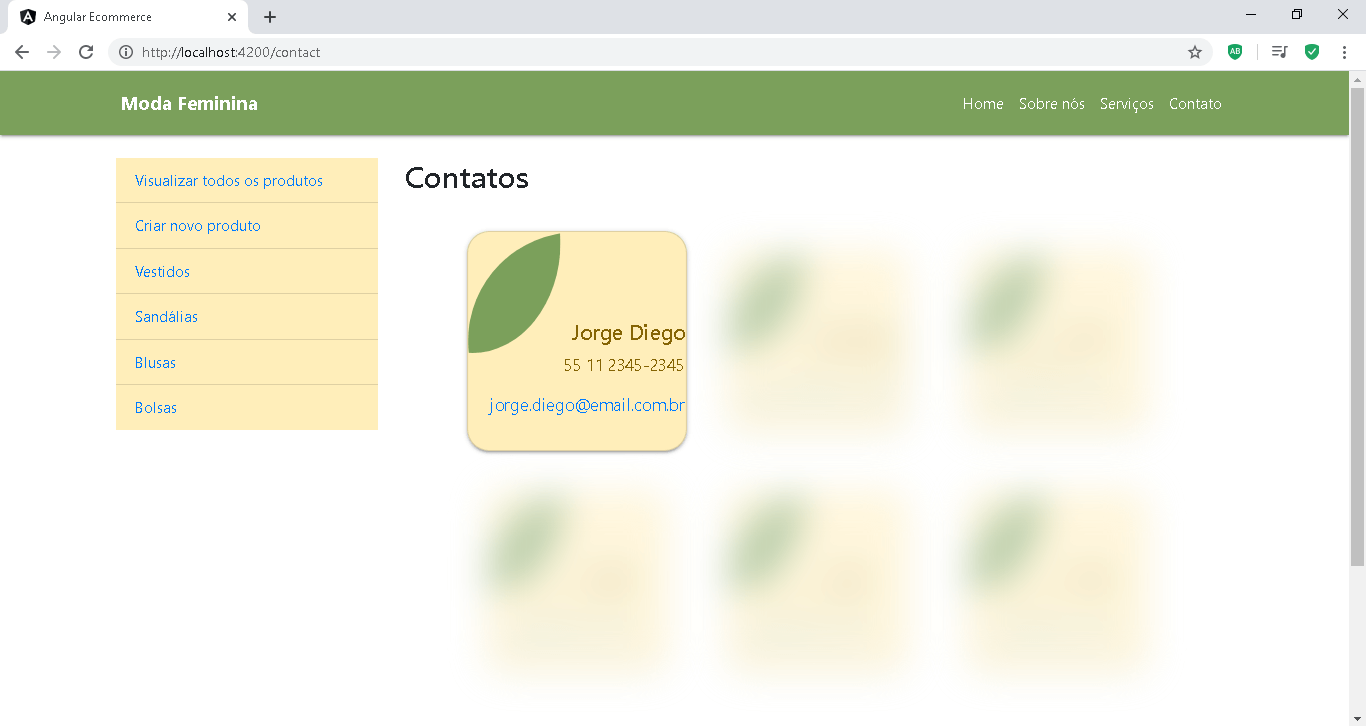 Angular Ecommerce
http://localhost:4200/contact
AB
Moda Feminina
Home Sobre nós Serviços Contato
Visualizar todos os produtos
Criar novo produto
Vestidos
Sandálias
Blusas
Bolsas
Contatos
Jorge Diego
55 11 2345-2345
jorge.diego@email.com.br